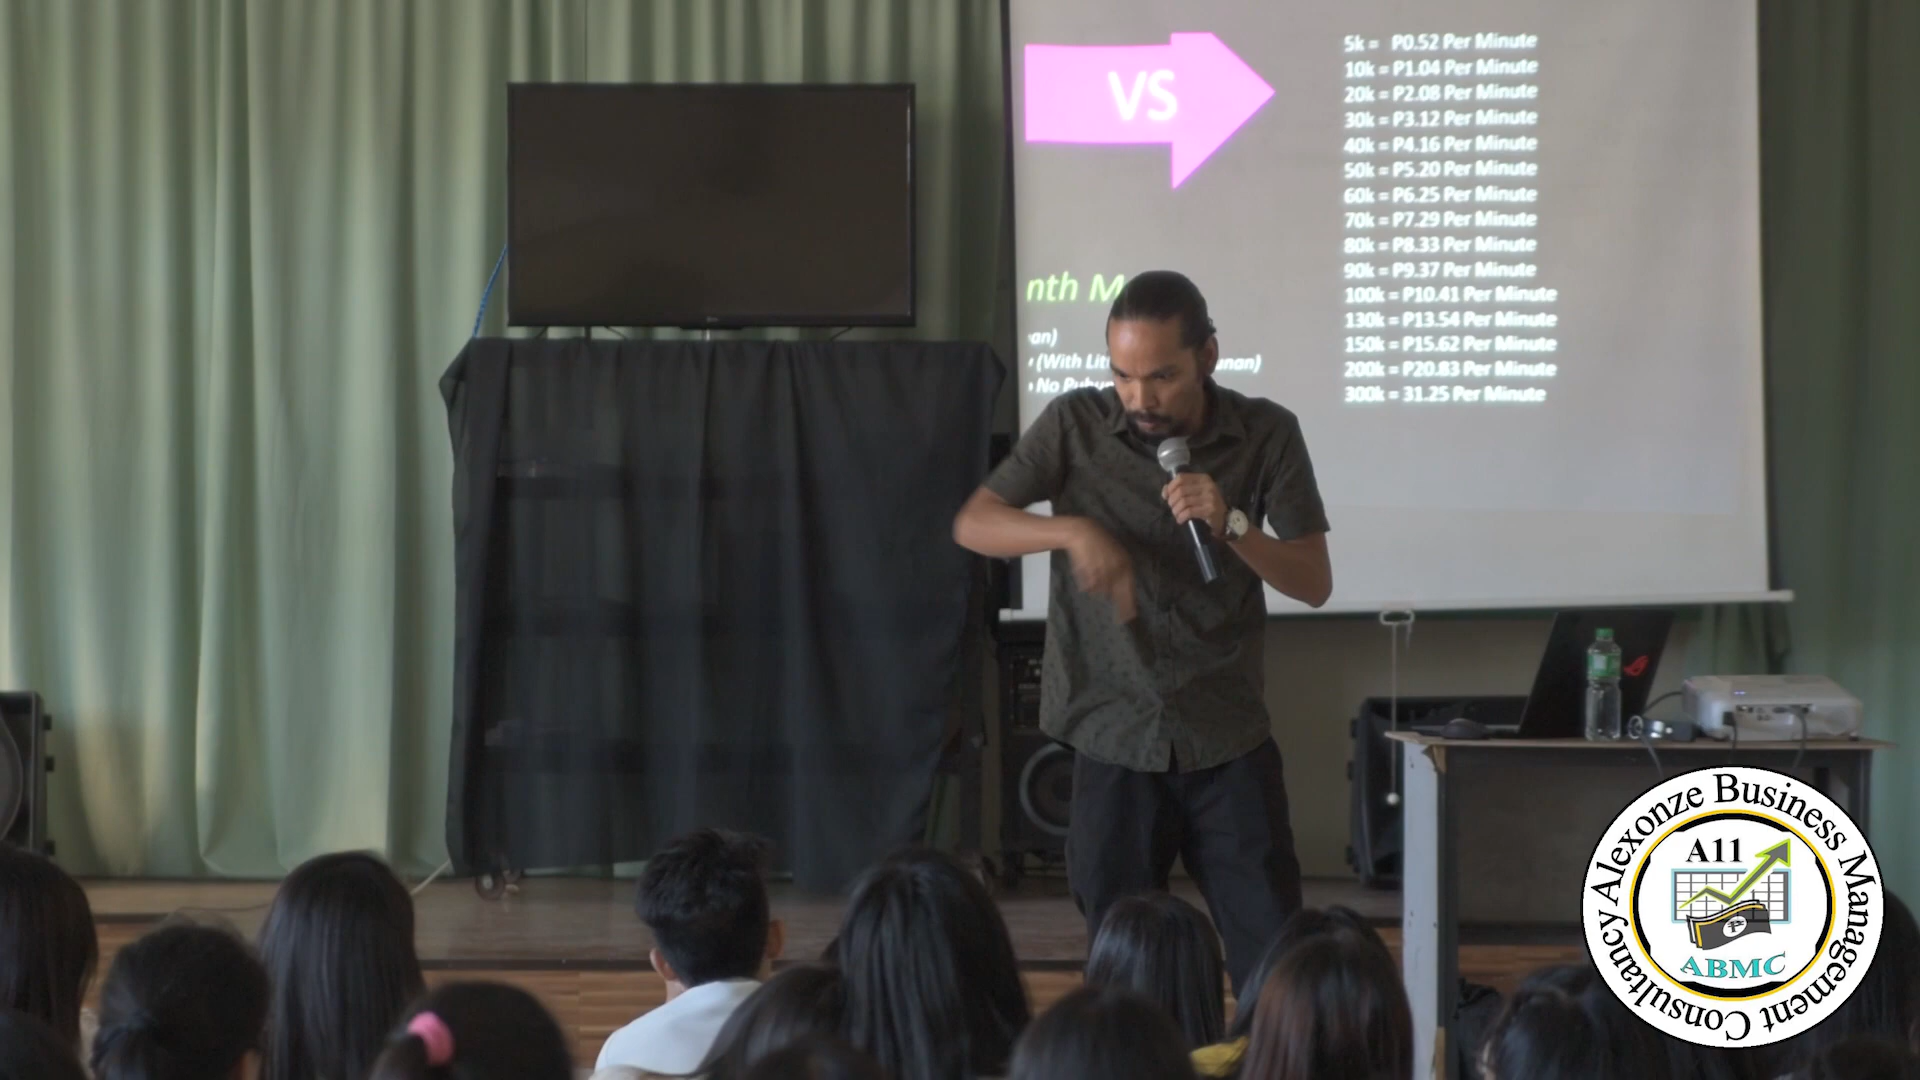 VS
5k = P0.52 Per Minute
10k = P1.04 Per Minute
20k = P2.08 Per Minute
30k = P3.12 Per Minute
40k = P4.16 Per Minute
50k = P5.20 Per Minute
60k = P6.25 Per Minute
70k = P7.29 Per Minute
80k = P8.33 Per Minute
90k = P9.37 Per Minute
100k = P10.41 Per Minute
130k = P13.54 Per Minute
150k = P15.62 Per Minute
200k = P20.83 Per Minute
300k = 31.25 Per Minute
nth M
an)
(With Lit unan)
No Puhu
Alexonze Business Management Consultancy
A11
ABMC